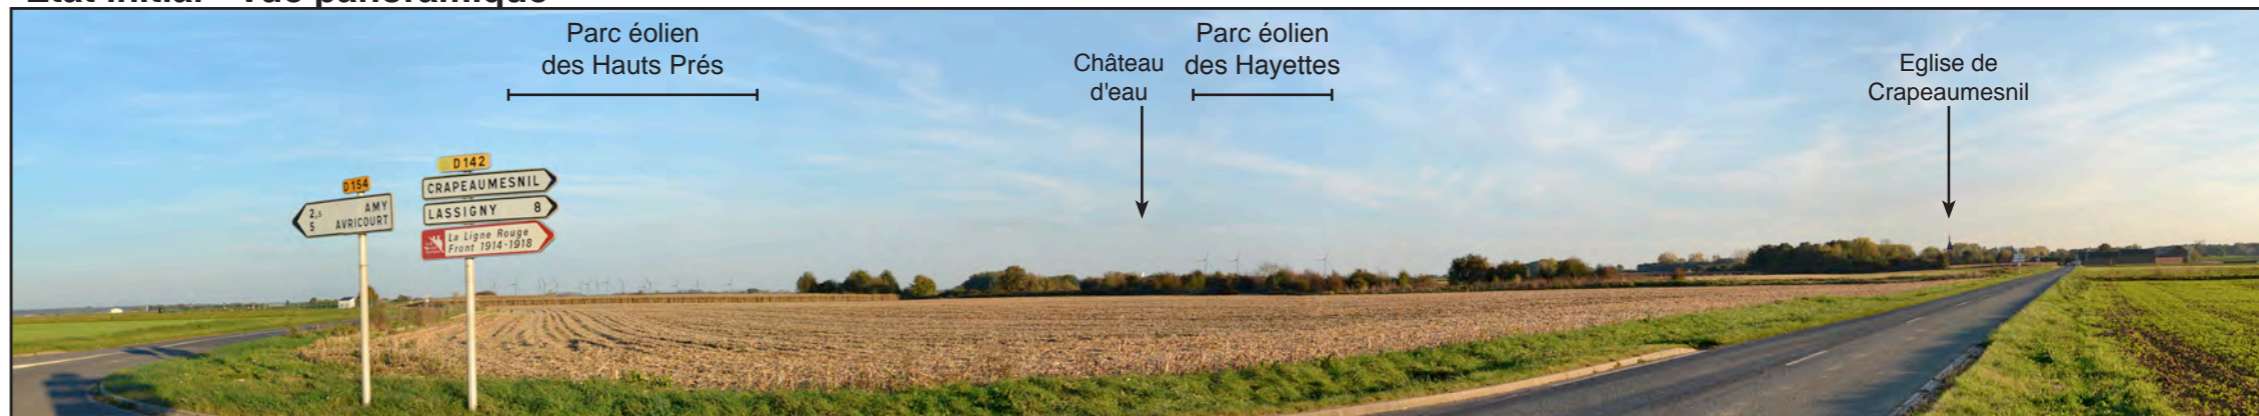 Etat initial - Vue panoramique
Parc éolien
des Hauts Prés
Château
d'eau
Parc éolien
des Hayettes
Eglise de
Crapeaumesnil
D154
2,5 AMY
5 AVRICOURT
D142
CRAPEAUMESNIL
LASSIGNY 8
La Ligne Rouge
Front 1914-1918